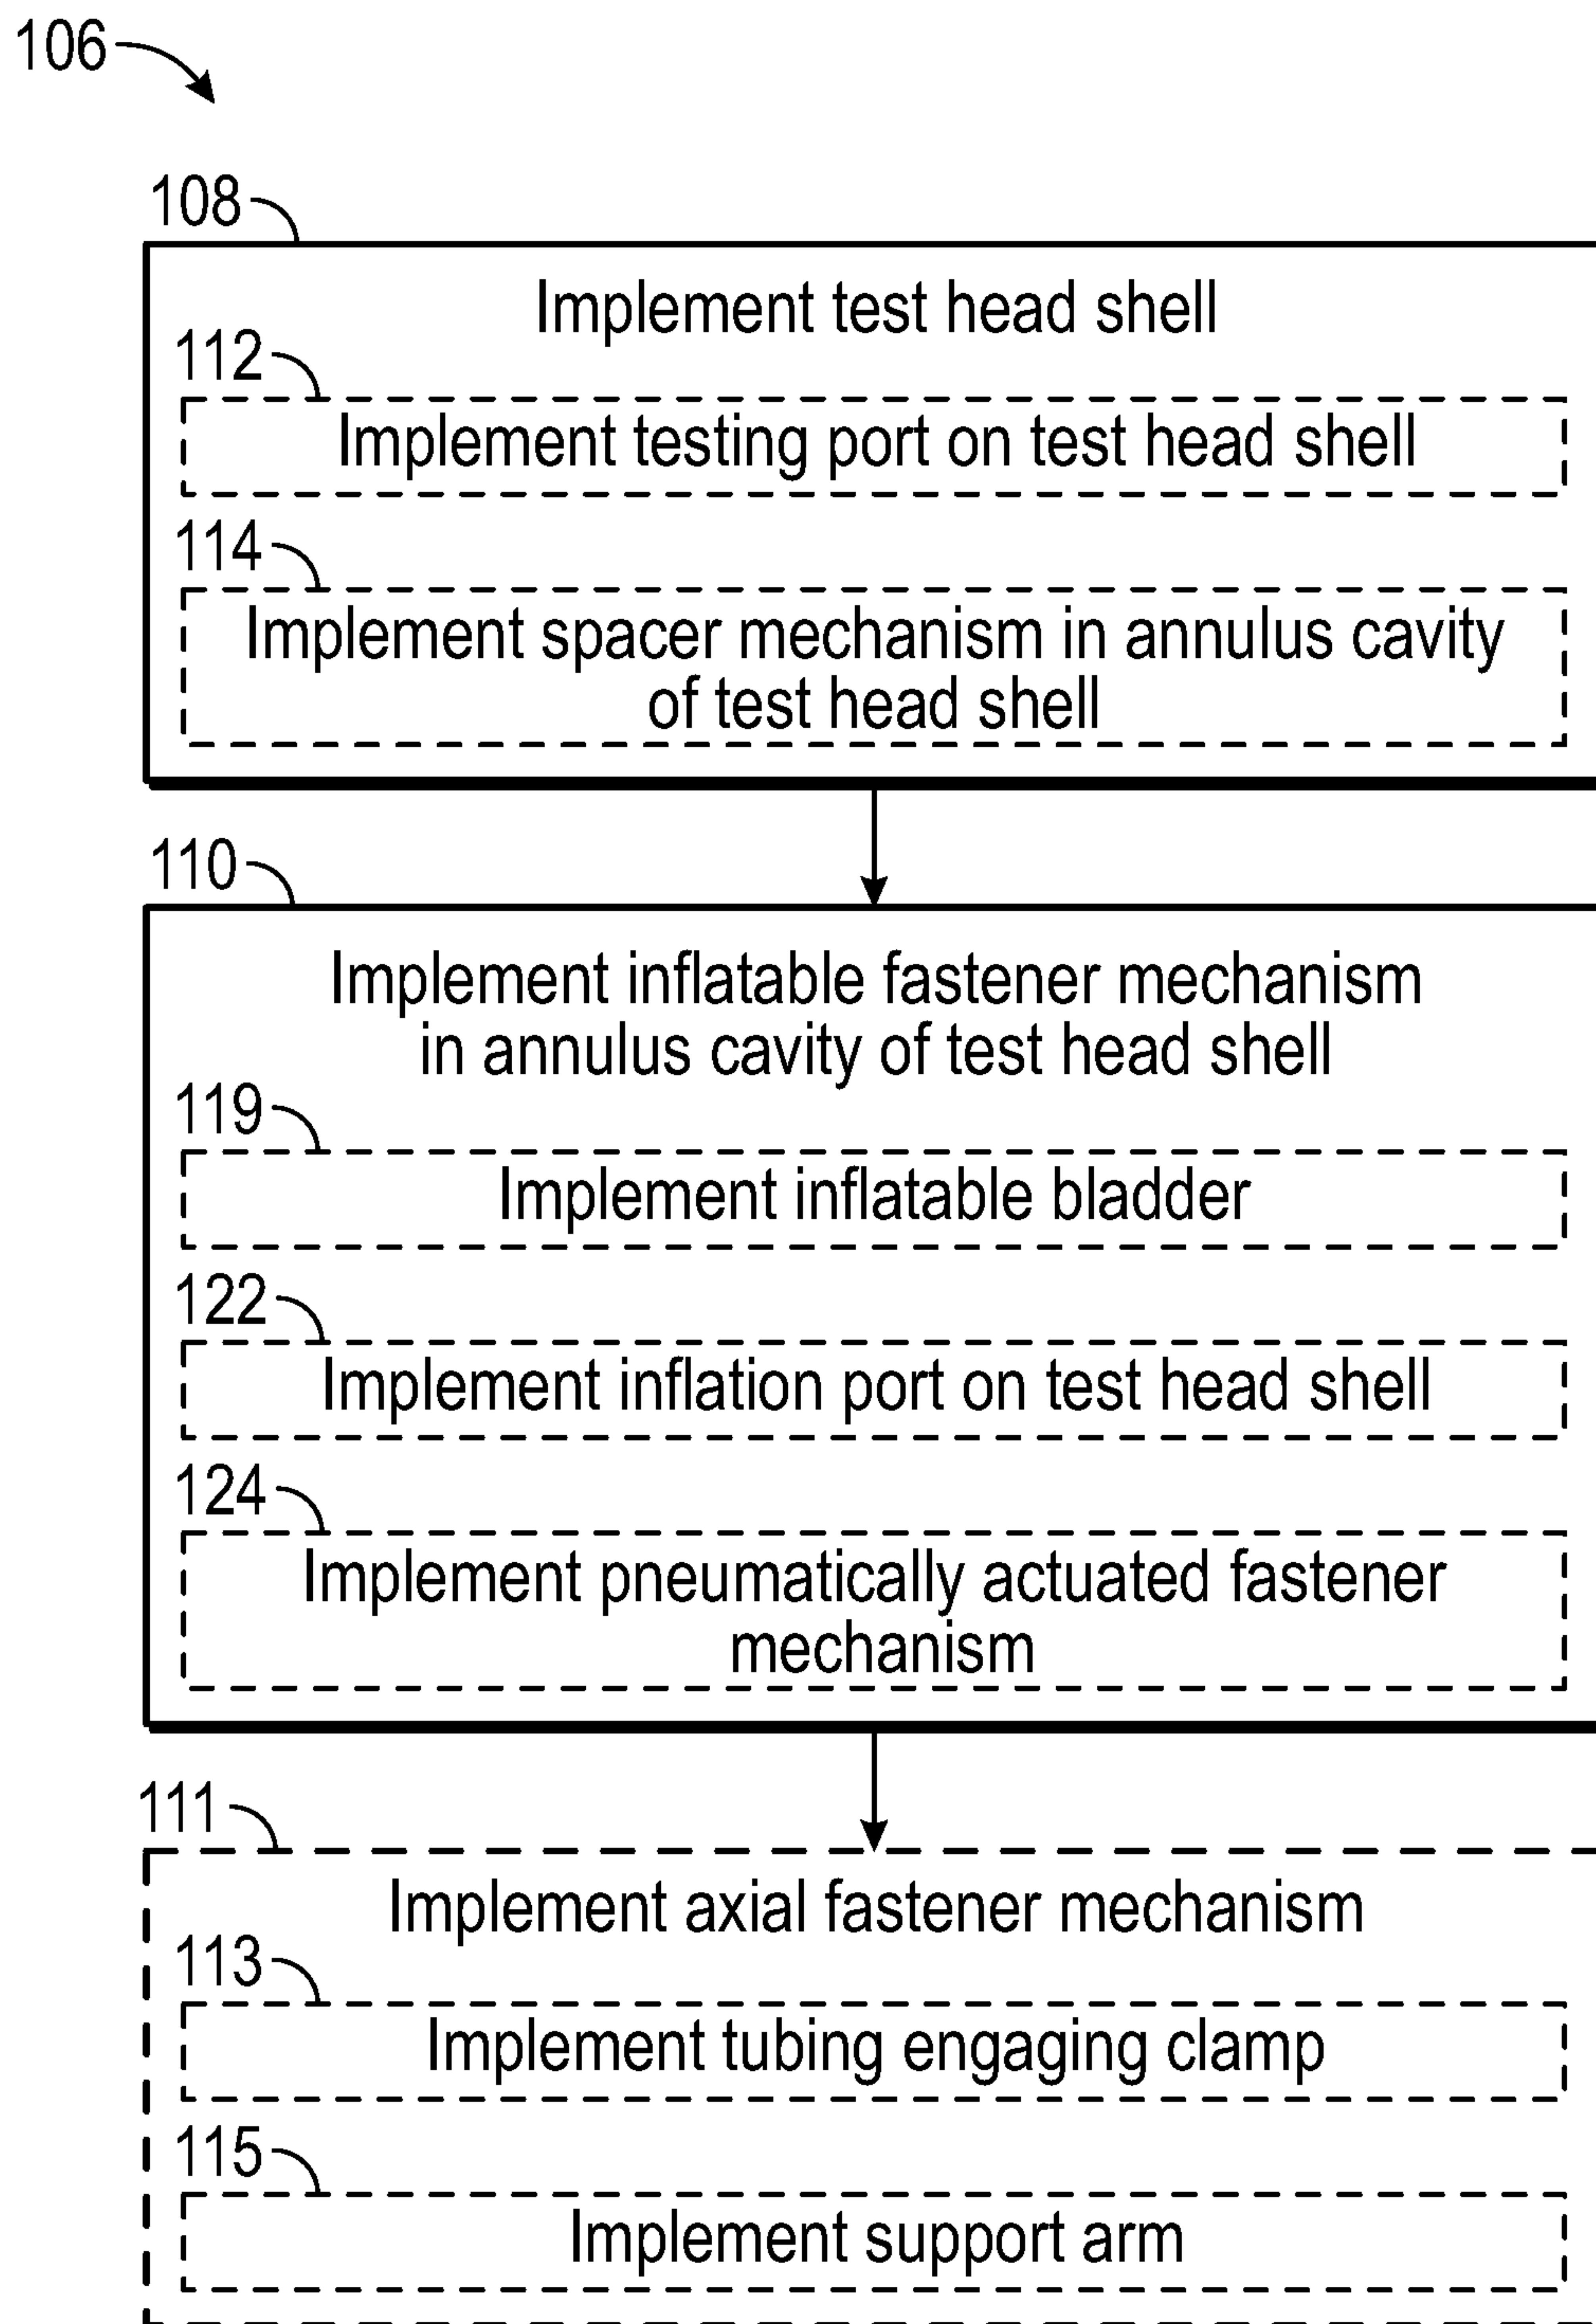 106
108
Implement test head shell
112
Implement testing port on test head shell
114
Implement spacer mechanism in annulus cavity
of test head shell
110
Implement inflatable fastener mechanism
in annulus cavity of test head shell
119
Implement inflatable bladder
122
Implement inflation port on test head shell
124
Implement pneumatically actuated fastener
mechanism
111
Implement axial fastener mechanism
113
Implement tubing engaging clamp
115
Implement support arm